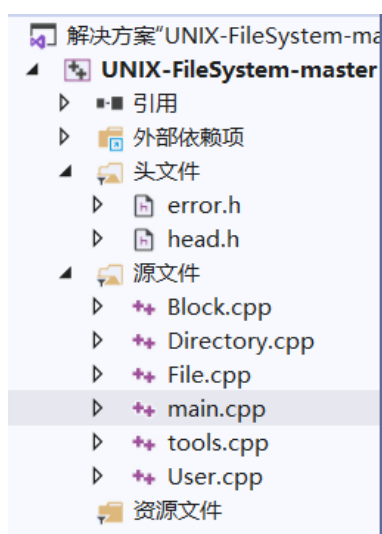 解决方案"UNIX-FileSystem-ma
UNIX-FileSystem-master
引用
外部依赖项
头文件
error.h
head.h
源文件
Block.cpp
Directory.cpp
File.cpp
main.cpp
tools.cpp
User.cpp
资源文件